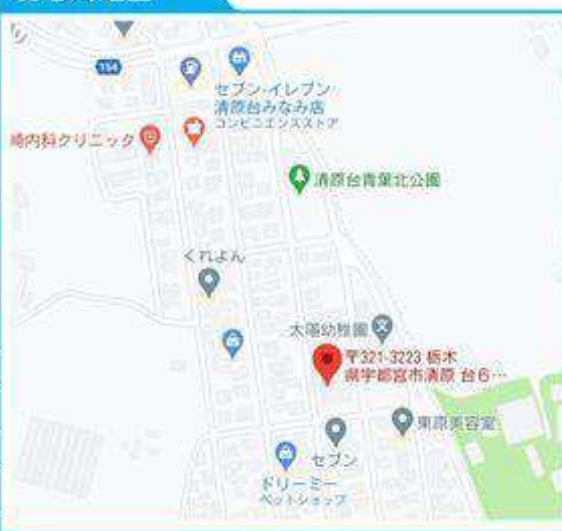 154
セブン-イレブン
清原台みなみ店
コンビニエンスストア
崎内科クリニック
清原台青葉北公園
くれよん
太陽幼稚園
〒321-3223 栃木
県宇都宮市清原 台6…
東原美容室
セブン
ドリーミー
ペットショップ